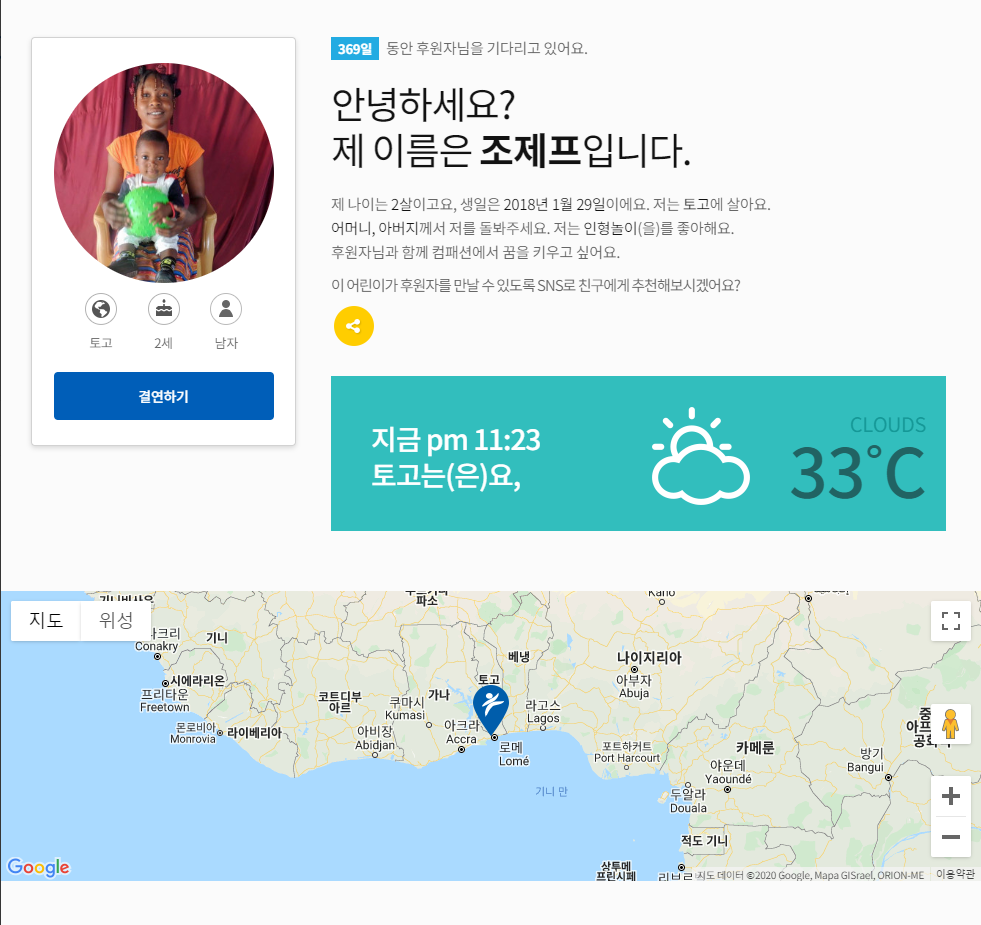 369일 동안 후원자님을 기다리고 있어요.
안녕하세요?
제 이름은 조제프입니다.
제 나이는 2살이고요, 생일은 2018년 1월 29일이에요. 저는 토고에 살아요.
어머니, 아버지께서 저를 돌봐주세요. 저는 인형놀이(을)를 좋아해요.
후원자님과 함께 컴패션에서 꿈을 키우고 싶어요.
이 어린이가 후원자를 만날 수 있도록 SNS로 친구에게 추천해보시겠어요?
토고
2세
남자
결연하기
지금 pm 11:23
토고는(은)요,
CLOUDS
33°C
지도
위성
Kano
파소
Conakry
기니
베냉
나이지리아
시에라리온
프리타운
Freetown
코트디부
아르
쿠마시
Kumasi
가나
토고
아부자
Abuja
라고스
Lagos
몬로비아
Monrovia
라이베리아
아비장
Abidjan
아크라
Accra
로메
Lomé
포트하커트
Port Harcourt
카메룬
야운데
Yaoundé
방기
Bangui
기니 만
두알라
Douala
적도 기니
상투메
프린시페
Google
지도 데이터 ©2020 Google, Mapa GISrael, ORION-ME
이용약관